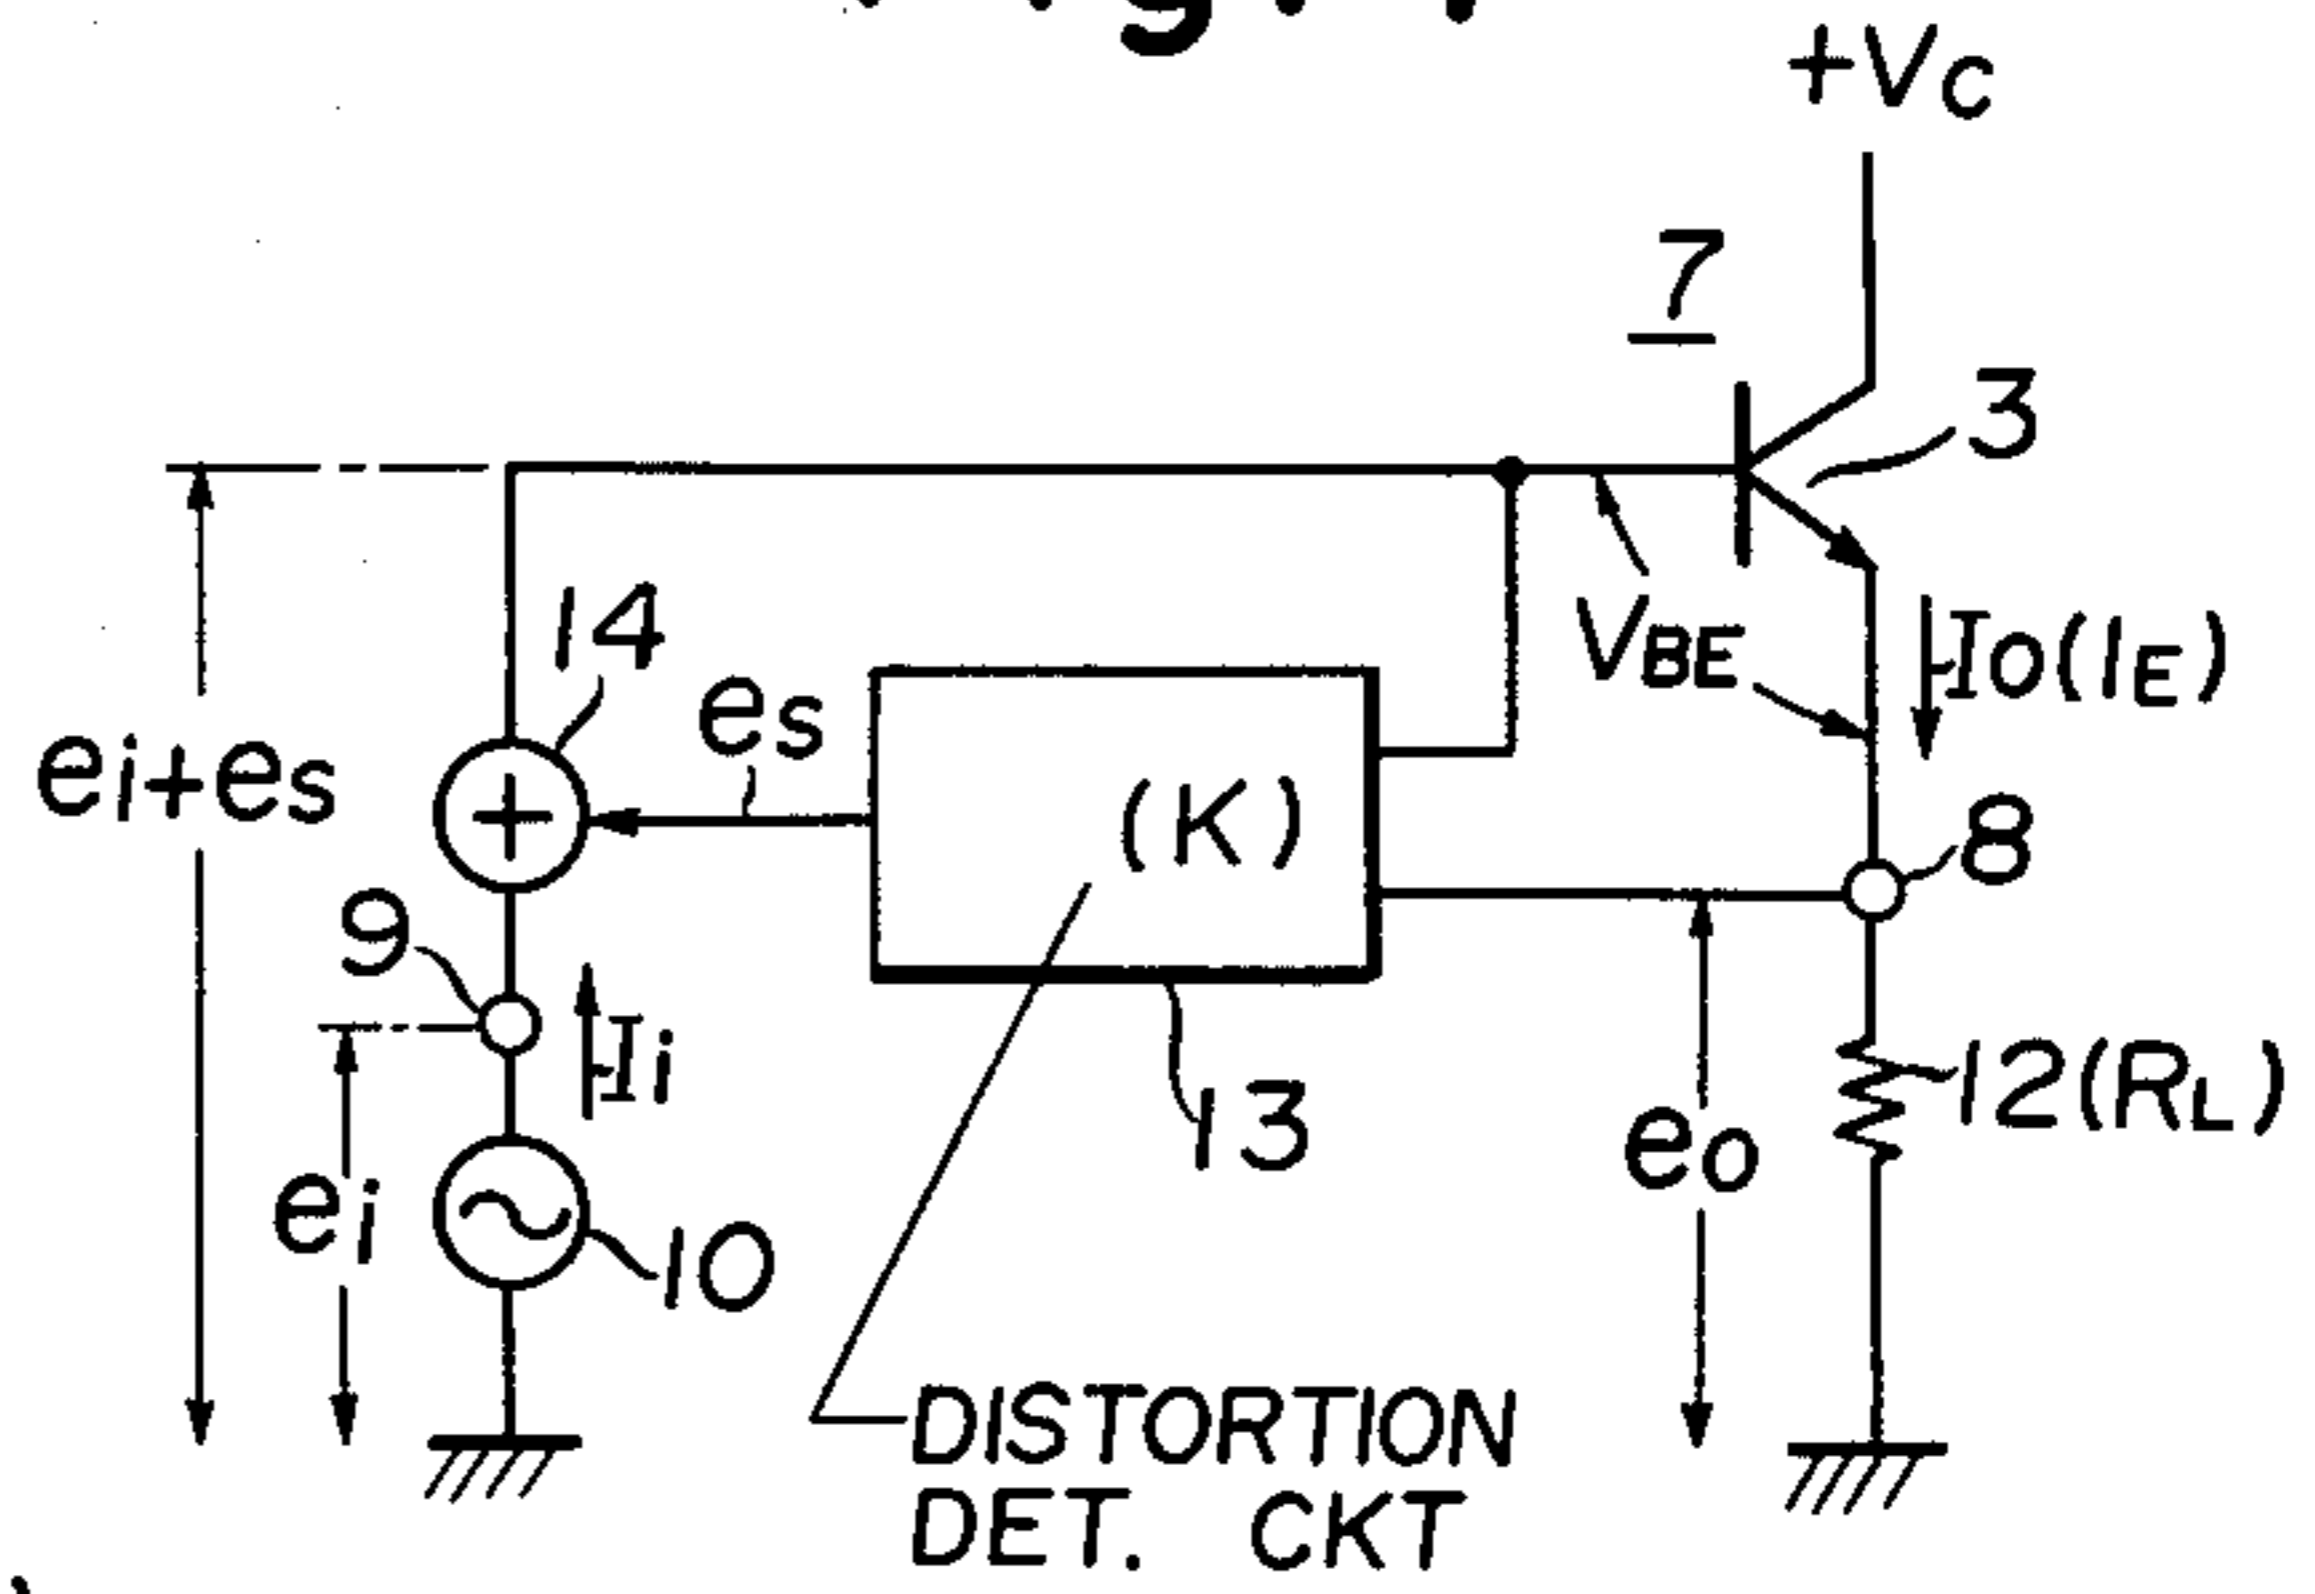 +Vc
7
3
14
es
VBE
Io(IE)
ei+es
(K)
8
9
Ii
13
12(RL)
eo
ei
10
DISTORTION
DET. CKT